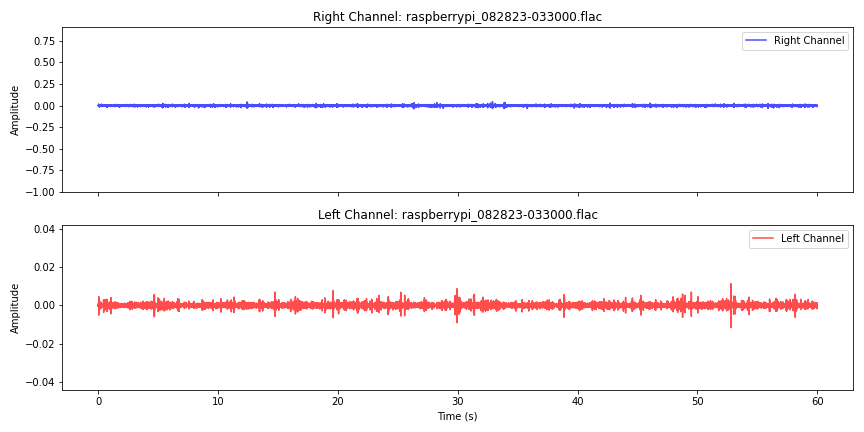 Right Channel: raspberrypi_082823-033000.flac
Right Channel
0.75
0.50
0.25
0.00
−0.25
−0.50
−0.75
−1.00
Amplitude
Left Channel: raspberrypi_082823-033000.flac
Left Channel
0.04
0.02
0.00
−0.02
−0.04
Amplitude
0 10 20 30 40 50 60
Time (s)